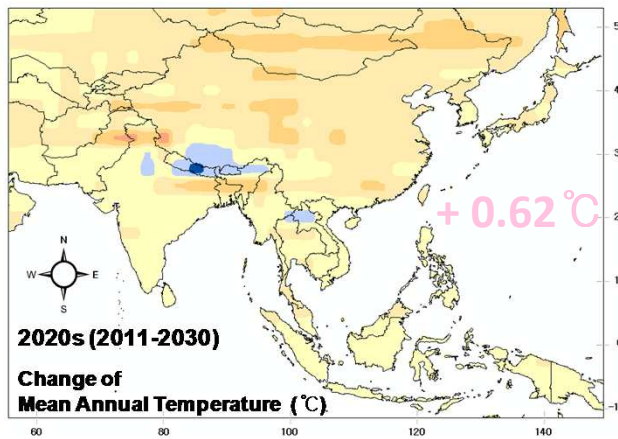 + 0.62℃
N
W E
S
2020s (2011-2030)
Change of
Mean Annual Temperature (℃)
60 80 100 120 140